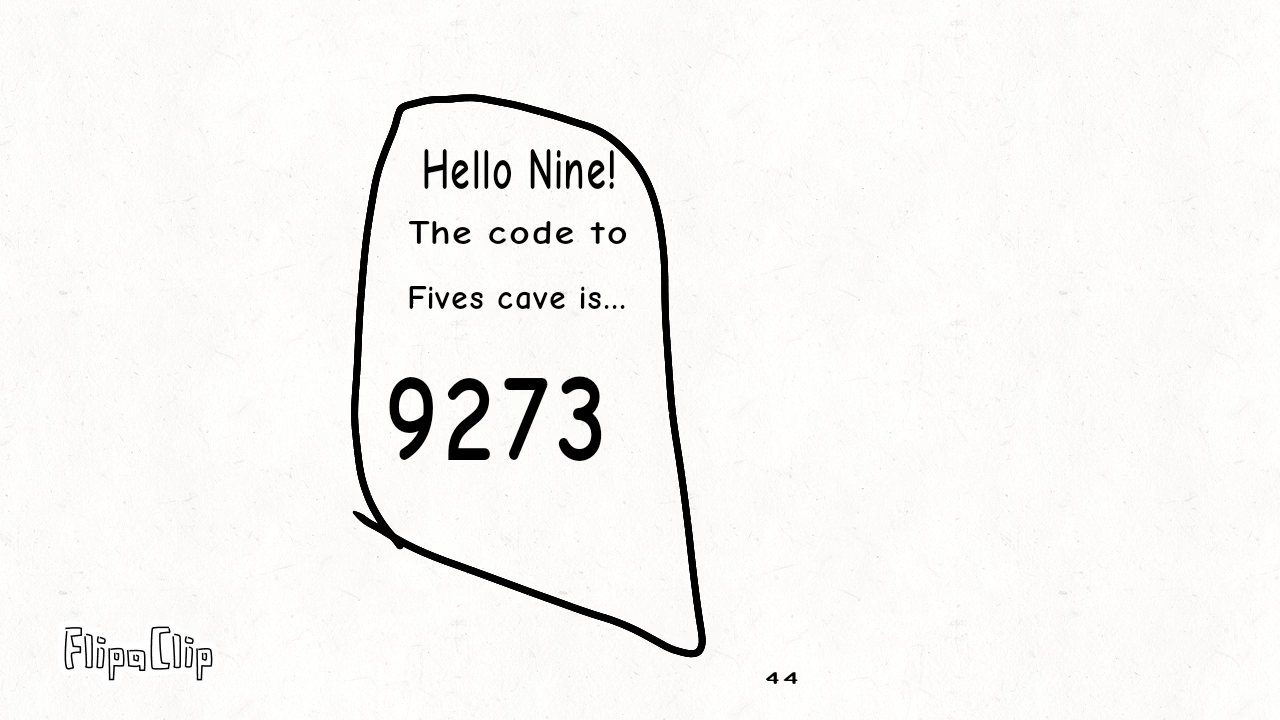 Hello Nine!
The code to
Fives cave is...
9273
FlipaClip
44